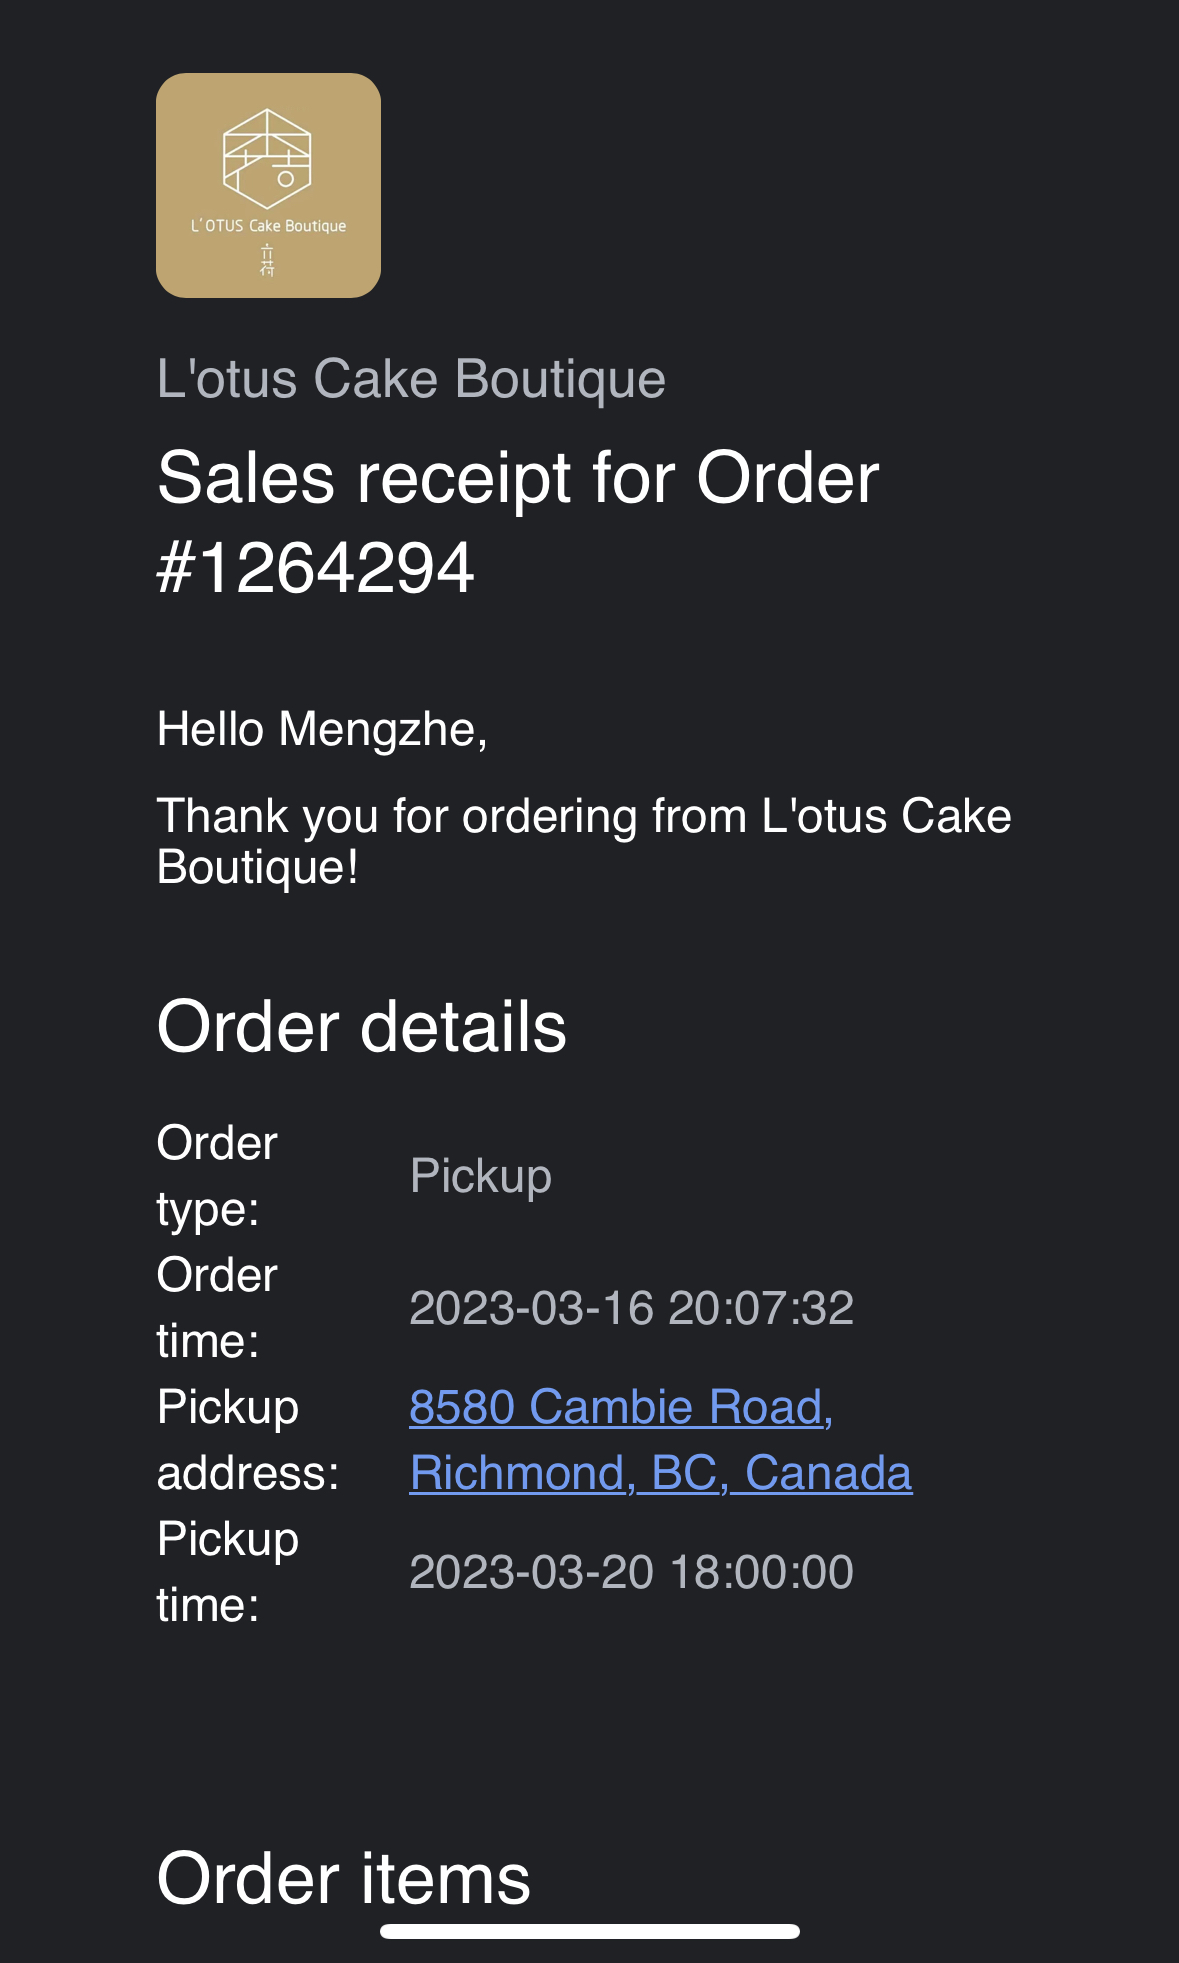 L'OTUS Cake Boutique
L'otus Cake Boutique
Sales receipt for Order
#1264294
Hello Mengzhe,
Thank you for ordering from L'otus Cake
Boutique!
Order details
Order
type:
Pickup
Order
time:
2023-03-16 20:07:32
Pickup
address:
8580 Cambie Road,
Richmond, BC, Canada
Pickup
time:
2023-03-20 18:00:00
Order items